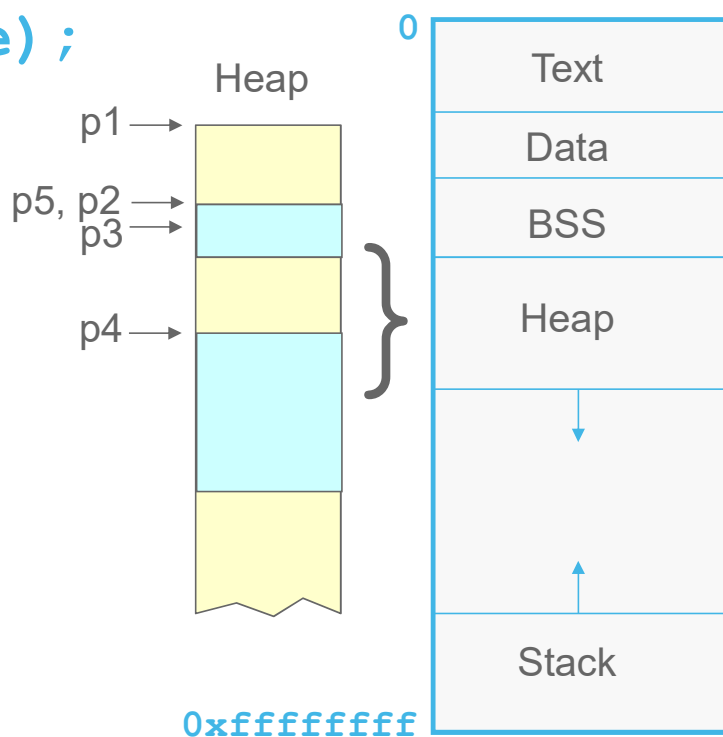 e);
Heap
p1
p5, p2
p3
p4
0
Text
Data
BSS
Heap
Stack
0xffffffff